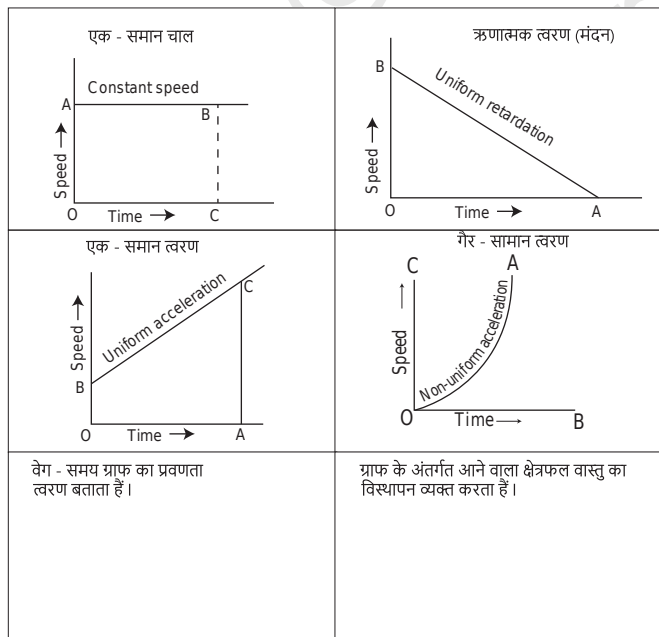 एक - समान चाल
A
Constant speed
B
Speed
O
Time
C
ऋणात्मक त्वरण (मंदन)
B
Uniform retardation
Speed
O
Time
A
एक - समान त्वरण
Uniform acceleration
C
Speed
B
O
Time
A
गैर - सामान त्वरण
C
A
Speed
Non-uniform acceleration
O
Time
B
वेग - समय ग्राफ का प्रवणता
त्वरण बताता हैं ।
ग्राफ के अंतर्गत आने वाला क्षेत्रफल वास्तु का
विस्थापन व्यक्त करता हैं ।